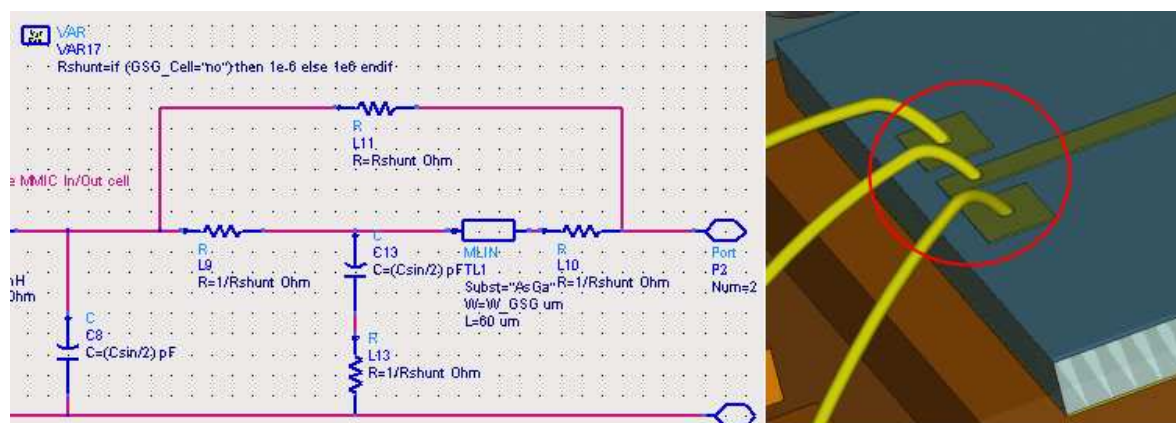 VAR
VAR17
Rshunt=if (GSG_Cell="no") then 1e-6 else 1e6 endif
R
L11
R=Rshunt Ohm
MMIC In/Out cell
R
L9
R=1/Rshunt Ohm
C
C13
C=(Csin/2) pF
MLIN
TL1
Subst="AsGa"
W=W_GSG um
L=60 um
R
L10
R=1/Rshunt Ohm
Port
P2
Num=2
nH
Ohm
C
C8
C=(Csin/2) pF
R
L13
R=1/Rshunt Ohm